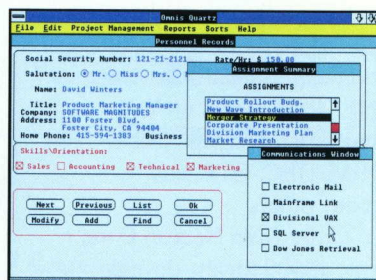 Omnis Quartz
File Edit Project Management Reports Sorts Help
Personnel Records
Social Security Number: 121-21-2121 Rate/Hr: $ 150.00
Salutation: Mr. Miss Mrs.
Name: David Winters
Title: Product Marketing Manager
Company: SOFTWARE MAGNITUDES
Address: 1100 Foster Blvd.
Foster City, CA 94404
Home Phone: 415-594-1383 Business
Assignment Summary
ASSIGNMENTS
Product Rollout Budg.
New Wave Introduction
Merger Strategy
Corporate Presentation
Division Marketing Plan
Market Research
Skills\Orientation:
Sales Accounting Technical Marketing
Next Previous List Ok
Modify Add Find Cancel
Communications Window
Electronic Mail
Mainframe Link
Divisional VAX
SQL Server
Dow Jones Retrieval